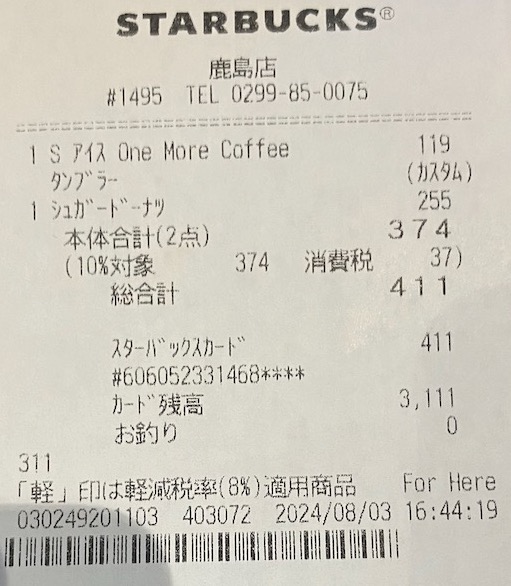 STARBUCKS®
鹿島店
#1495 TEL 0299-85-0075
1 S ｱｲｽ One More Coffee 119
ﾀﾝﾌﾞﾗｰ (ｶｽﾀﾑ)
1 ｼｭｶﾞｰﾄﾞｰﾅﾂ 255
本体合計(2点) 374
(10%対象 374 消費税 37)
総合計 411
ｽﾀｰﾊﾞｯｸｽｶｰﾄﾞ 411
#606052331468****
ｶｰﾄﾞ残高 3,111
お釣り 0
311
「軽」印は軽減税率(8%)適用商品 For Here
030249201103 403072 2024/08/03 16:44:19